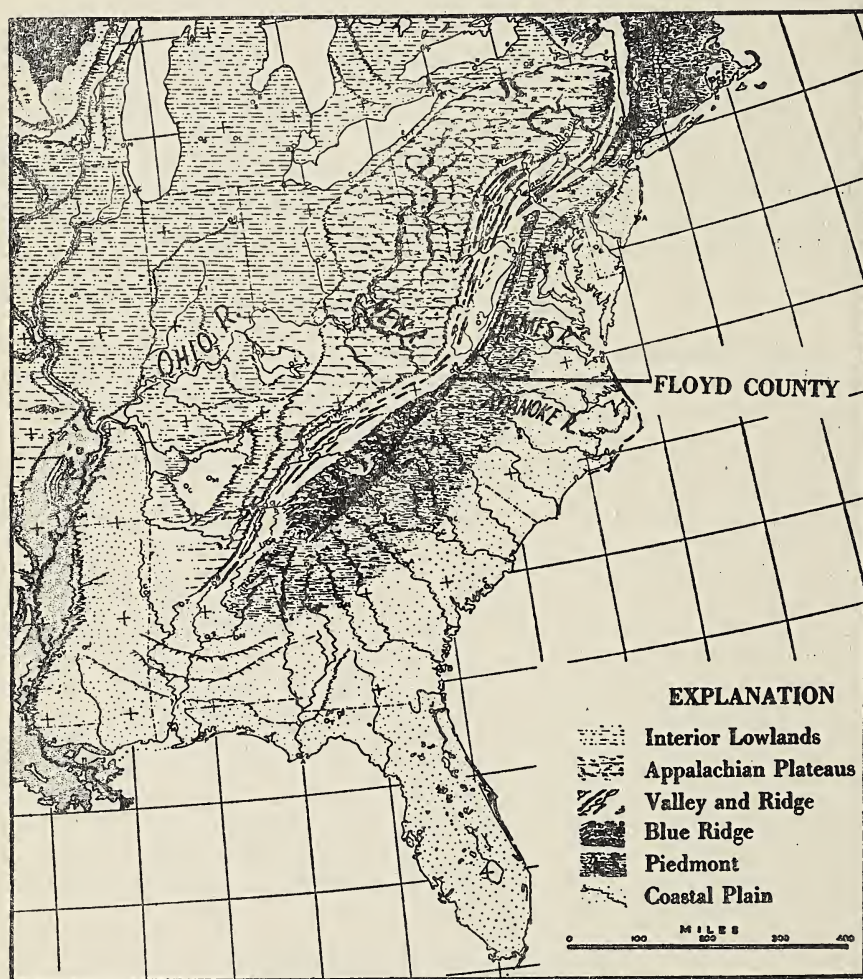 OHIO R.
NEW R.
JAMES R.
FLOYD COUNTY
ROANOKE R.
EXPLANATION
Interior Lowlands
Appalachian Plateaus
Valley and Ridge
Blue Ridge
Piedmont
Coastal Plain
MILES
0 100 200 300 400